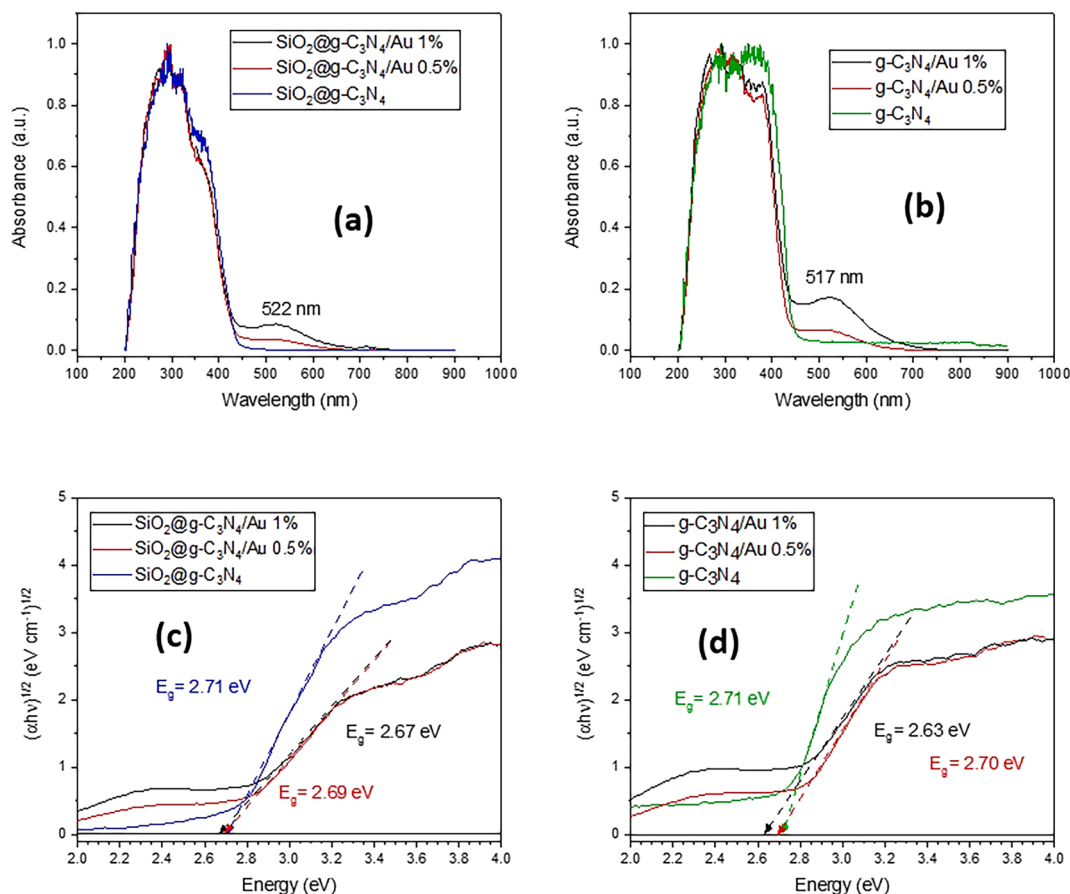 SiO₂@g-C₃N₄/Au 1%
SiO₂@g-C₃N₄/Au 0.5%
SiO₂@g-C₃N₄
(a)
522 nm
Absorbance (a.u.)
0.0
0.2
0.4
0.6
0.8
1.0
100 200 300 400 500 600 700 800 900 1000
Wavelength (nm)
g-C₃N₄/Au 1%
g-C₃N₄/Au 0.5%
g-C₃N₄
(b)
517 nm
Absorbance (a.u.)
0.0
0.2
0.4
0.6
0.8
1.0
100 200 300 400 500 600 700 800 900 1000
Wavelength (nm)
SiO₂@g-C₃N₄/Au 1%
SiO₂@g-C₃N₄/Au 0.5%
SiO₂@g-C₃N₄
(c)
E_g= 2.71 eV
E_g= 2.67 eV
E_g= 2.69 eV
(αhν)^1/2 (eV cm⁻¹)^1/2
0
1
2
3
4
5
2.0 2.2 2.4 2.6 2.8 3.0 3.2 3.4 3.6 3.8 4.0
Energy (eV)
g-C3N4/Au 1%
g-C3N4/Au 0.5%
g-C3N4
(d)
E_g= 2.71 eV
E_g= 2.63 eV
E_g= 2.70 eV
(αhν)^1/2 (eV cm⁻¹)^1/2
0
1
2
3
4
5
2.0 2.2 2.4 2.6 2.8 3.0 3.2 3.4 3.6 3.8 4.0
Energy (eV)